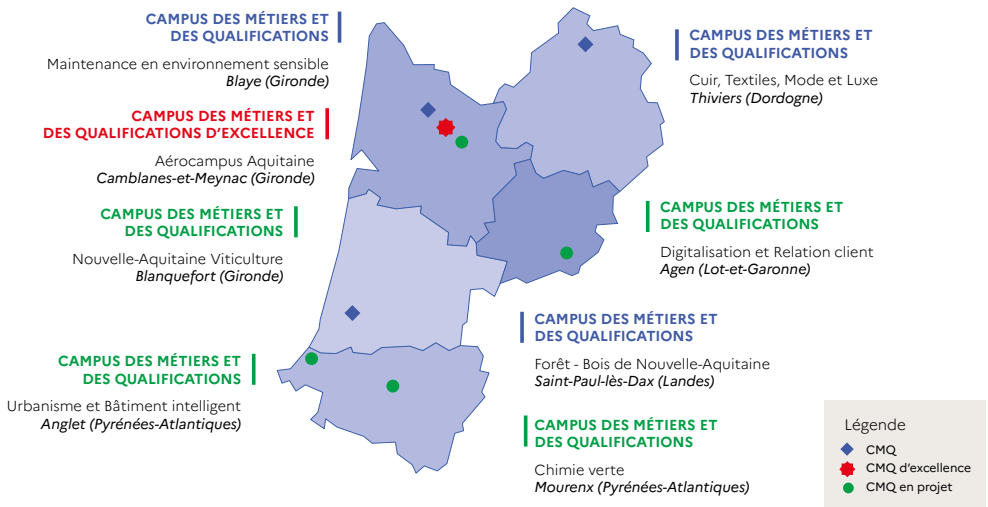 CAMPUS DES MÉTIERS ET
DES QUALIFICATIONS
Maintenance en environnement sensible
Blaye (Gironde)
CAMPUS DES MÉTIERS ET
DES QUALIFICATIONS D’EXCELLENCE
Aérocampus Aquitaine
Camblanes-et-Meynac (Gironde)
CAMPUS DES MÉTIERS ET
DES QUALIFICATIONS
Nouvelle-Aquitaine Viticulture
Blanquefort (Gironde)
CAMPUS DES MÉTIERS ET
DES QUALIFICATIONS
Urbanisme et Bâtiment intelligent
Anglet (Pyrénées-Atlantiques)
CAMPUS DES MÉTIERS ET
DES QUALIFICATIONS
Cuir, Textiles, Mode et Luxe
Thiviers (Dordogne)
CAMPUS DES MÉTIERS ET
DES QUALIFICATIONS
Digitalisation et Relation client
Agen (Lot-et-Garonne)
CAMPUS DES MÉTIERS ET
DES QUALIFICATIONS
Forêt - Bois de Nouvelle-Aquitaine
Saint-Paul-lès-Dax (Landes)
CAMPUS DES MÉTIERS ET
DES QUALIFICATIONS
Chimie verte
Mourenx (Pyrénées-Atlantiques)
Légende
CMQ
CMQ d’excellence
CMQ en projet